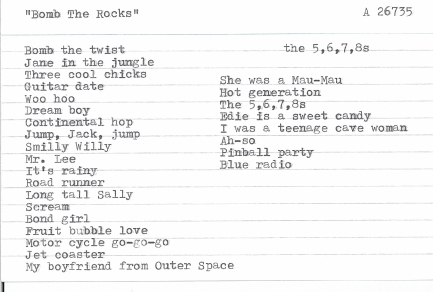 "Bomb The Rocks"
A 26735
the 5,6,7,8s
Bomb the twist
Jane in the jungle
Three cool chicks
Guitar date
Woo hoo
Dream boy
Continental hop
Jump, Jack, jump
Smilly Willy
Mr. Lee
It's rainy
Road runner
Long tall Sally
Scream
Bond girl
Fruit bubble love
Motor cycle go-go-go
Jet coaster
My boyfriend from Outer Space
She was a Mau-Mau
Hot generation
The 5,6,7,8s
Edie is a sweet candy
I was a teenage cave woman
Ah-so
Pinball party
Blue radio